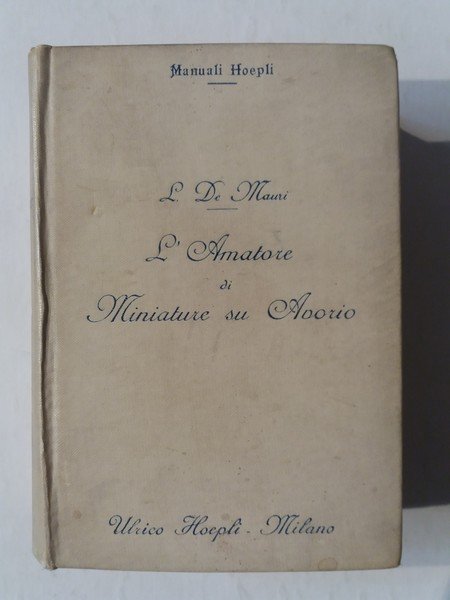 Manuali Hoepli
L. De Mauri
L' Amatore
di
Miniature su Avorio
Ulrico Hoepli - Milano